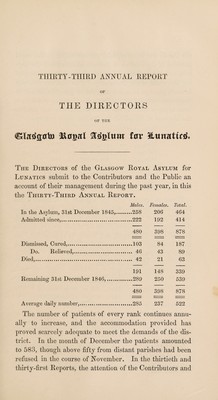 THIRTY-THIRD ANNUAL REPORT
OF
THE DIRECTORS
OF THE
Glasgow Royal Asylum for Lunatics.
THE DIRECTORS of the GLASGOW ROYAL ASYLUM for
LUNATICS submit to the Contributors and the Public an
account of their management during the past year, in this
the THIRTY-THIRD ANNUAL REPORT.
Males. Females. Total.
In the Asylum, 31st December 1845,.........258 206 464
Admitted since,................................222 192 414
480 398 878
Dismissed, Cured,........................103 84 187
Do. Relieved,........................46 43 89
Died,........................................42 21 63
191 148 339
Remaining 31st December 1846,............289 250 539
480 398 878
Average daily number,........................285 237 522
The number of patients of every rank continues annu-
ally to increase, and the accommodation provided has
proved scarcely adequate to meet the demands of the dis-
trict. In the month of December the patients amounted
to 583, though above fifty from distant parishes had been
refused in the course of November. In the thirtieth and
thirty-first Reports, the attention of the Contributors and